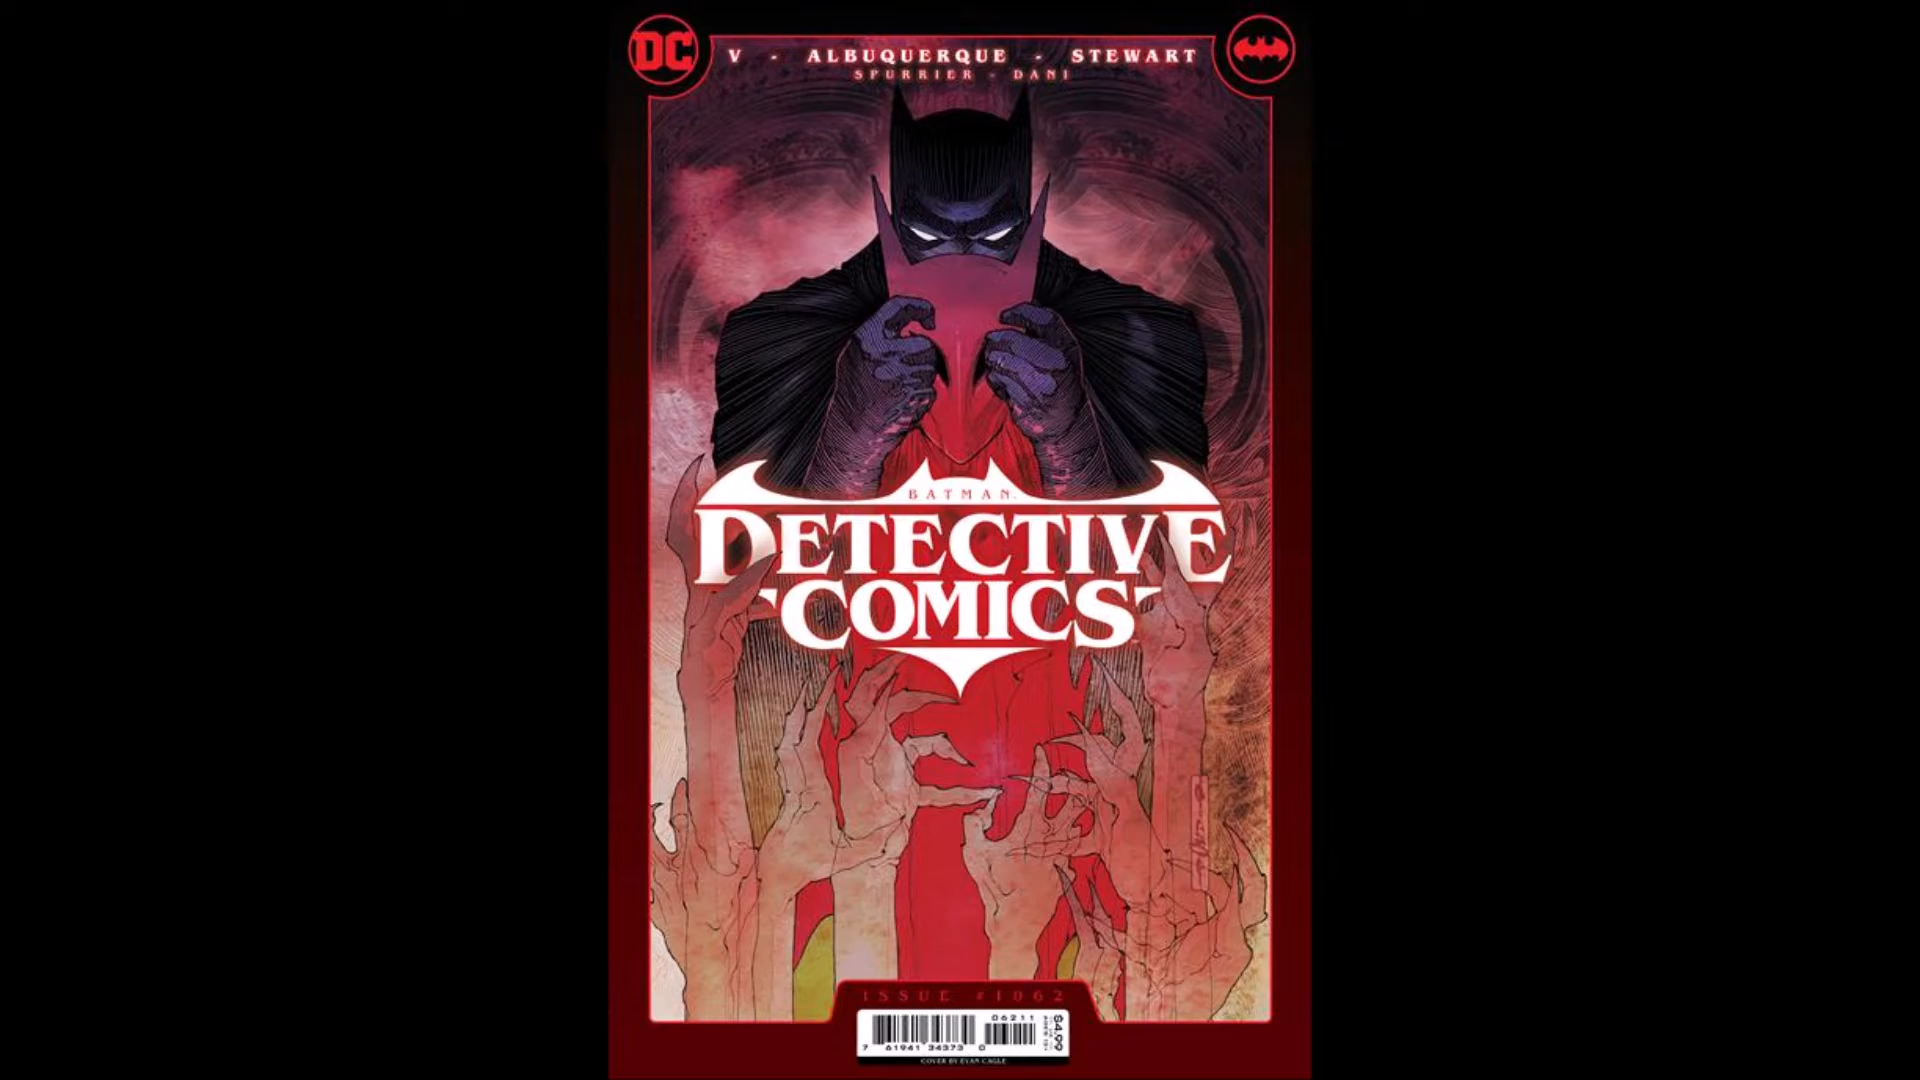 DC
V - ALBUQUERQUE - STEWART
SPURRIER - DANI
BATMAN
DETECTIVE
COMICS
ISSUE #1062
06211
$4.99
7 61941 34373 0
COVER BY EVAN CAGLE